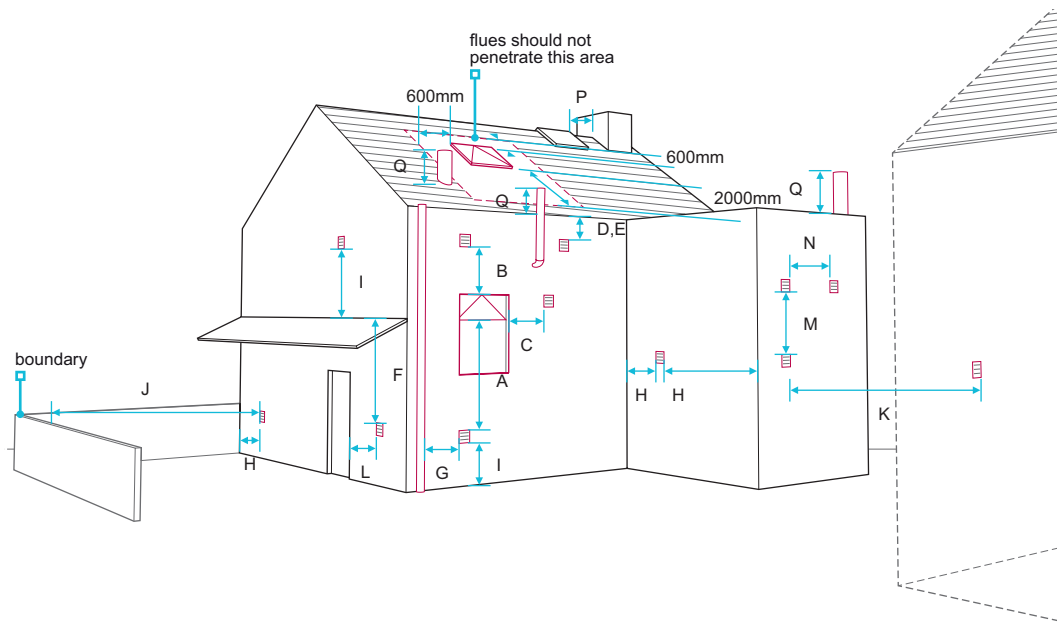 flues should not
penetrate this area
600mm
P
600mm
Q
Q
2000mm
Q
D,E
N
B
I
M
C
boundary
F
A
J
H
H
K
H
L
G
I